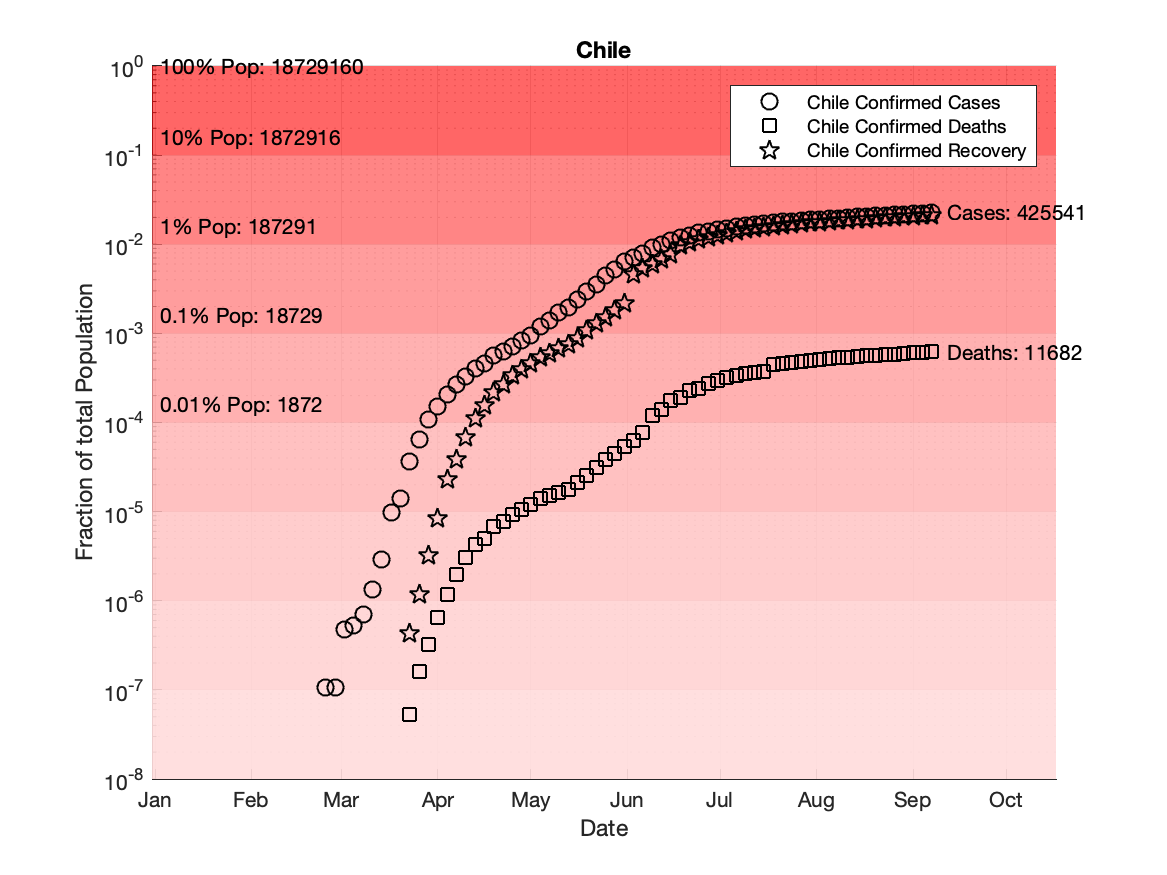 Chile
100% Pop: 18729160
10% Pop: 1872916
1% Pop: 187291
0.1% Pop: 18729
0.01% Pop: 1872
Chile Confirmed Cases
Chile Confirmed Deaths
Chile Confirmed Recovery
Cases: 425541
Deaths: 11682
Fraction of total Population
10^0
10^-1
10^-2
10^-3
10^-4
10^-5
10^-6
10^-7
10^-8
Jan Feb Mar Apr May Jun Jul Aug Sep Oct
Date